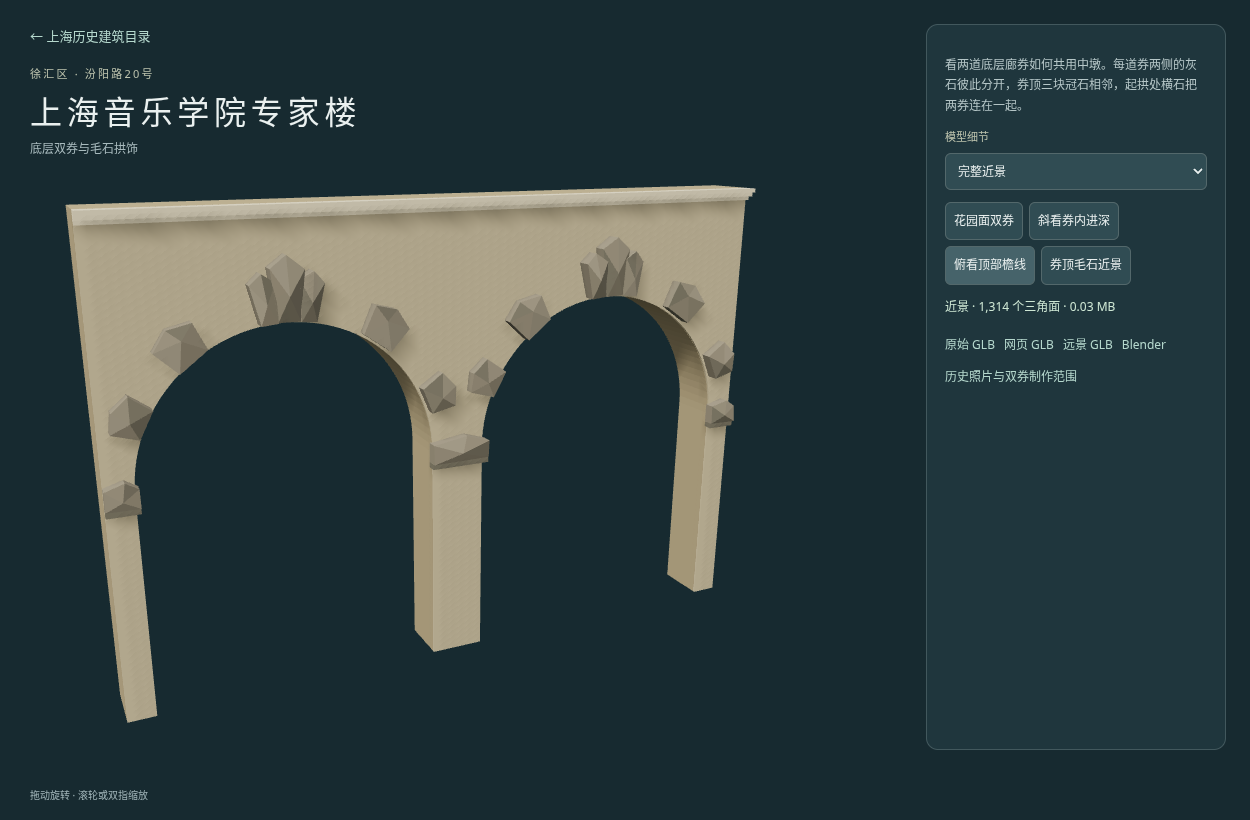 ← 上海历史建筑目录
徐汇区 · 汾阳路20号
上海音乐学院专家楼
底层双券与毛石拱饰
看两道底层廊券如何共用中墩。每道券两侧的灰
石彼此分开，券顶三块冠石相邻，起拱处横石把
两券连在一起。
模型细节
完整近景
花园面双券 斜看券内进深
俯看顶部檐线 券顶毛石近景
近景 · 1,314 个三角面 · 0.03 MB
原始 GLB 网页 GLB 远景 GLB Blender
历史照片与双券制作范围
拖动旋转 · 滚轮或双指缩放